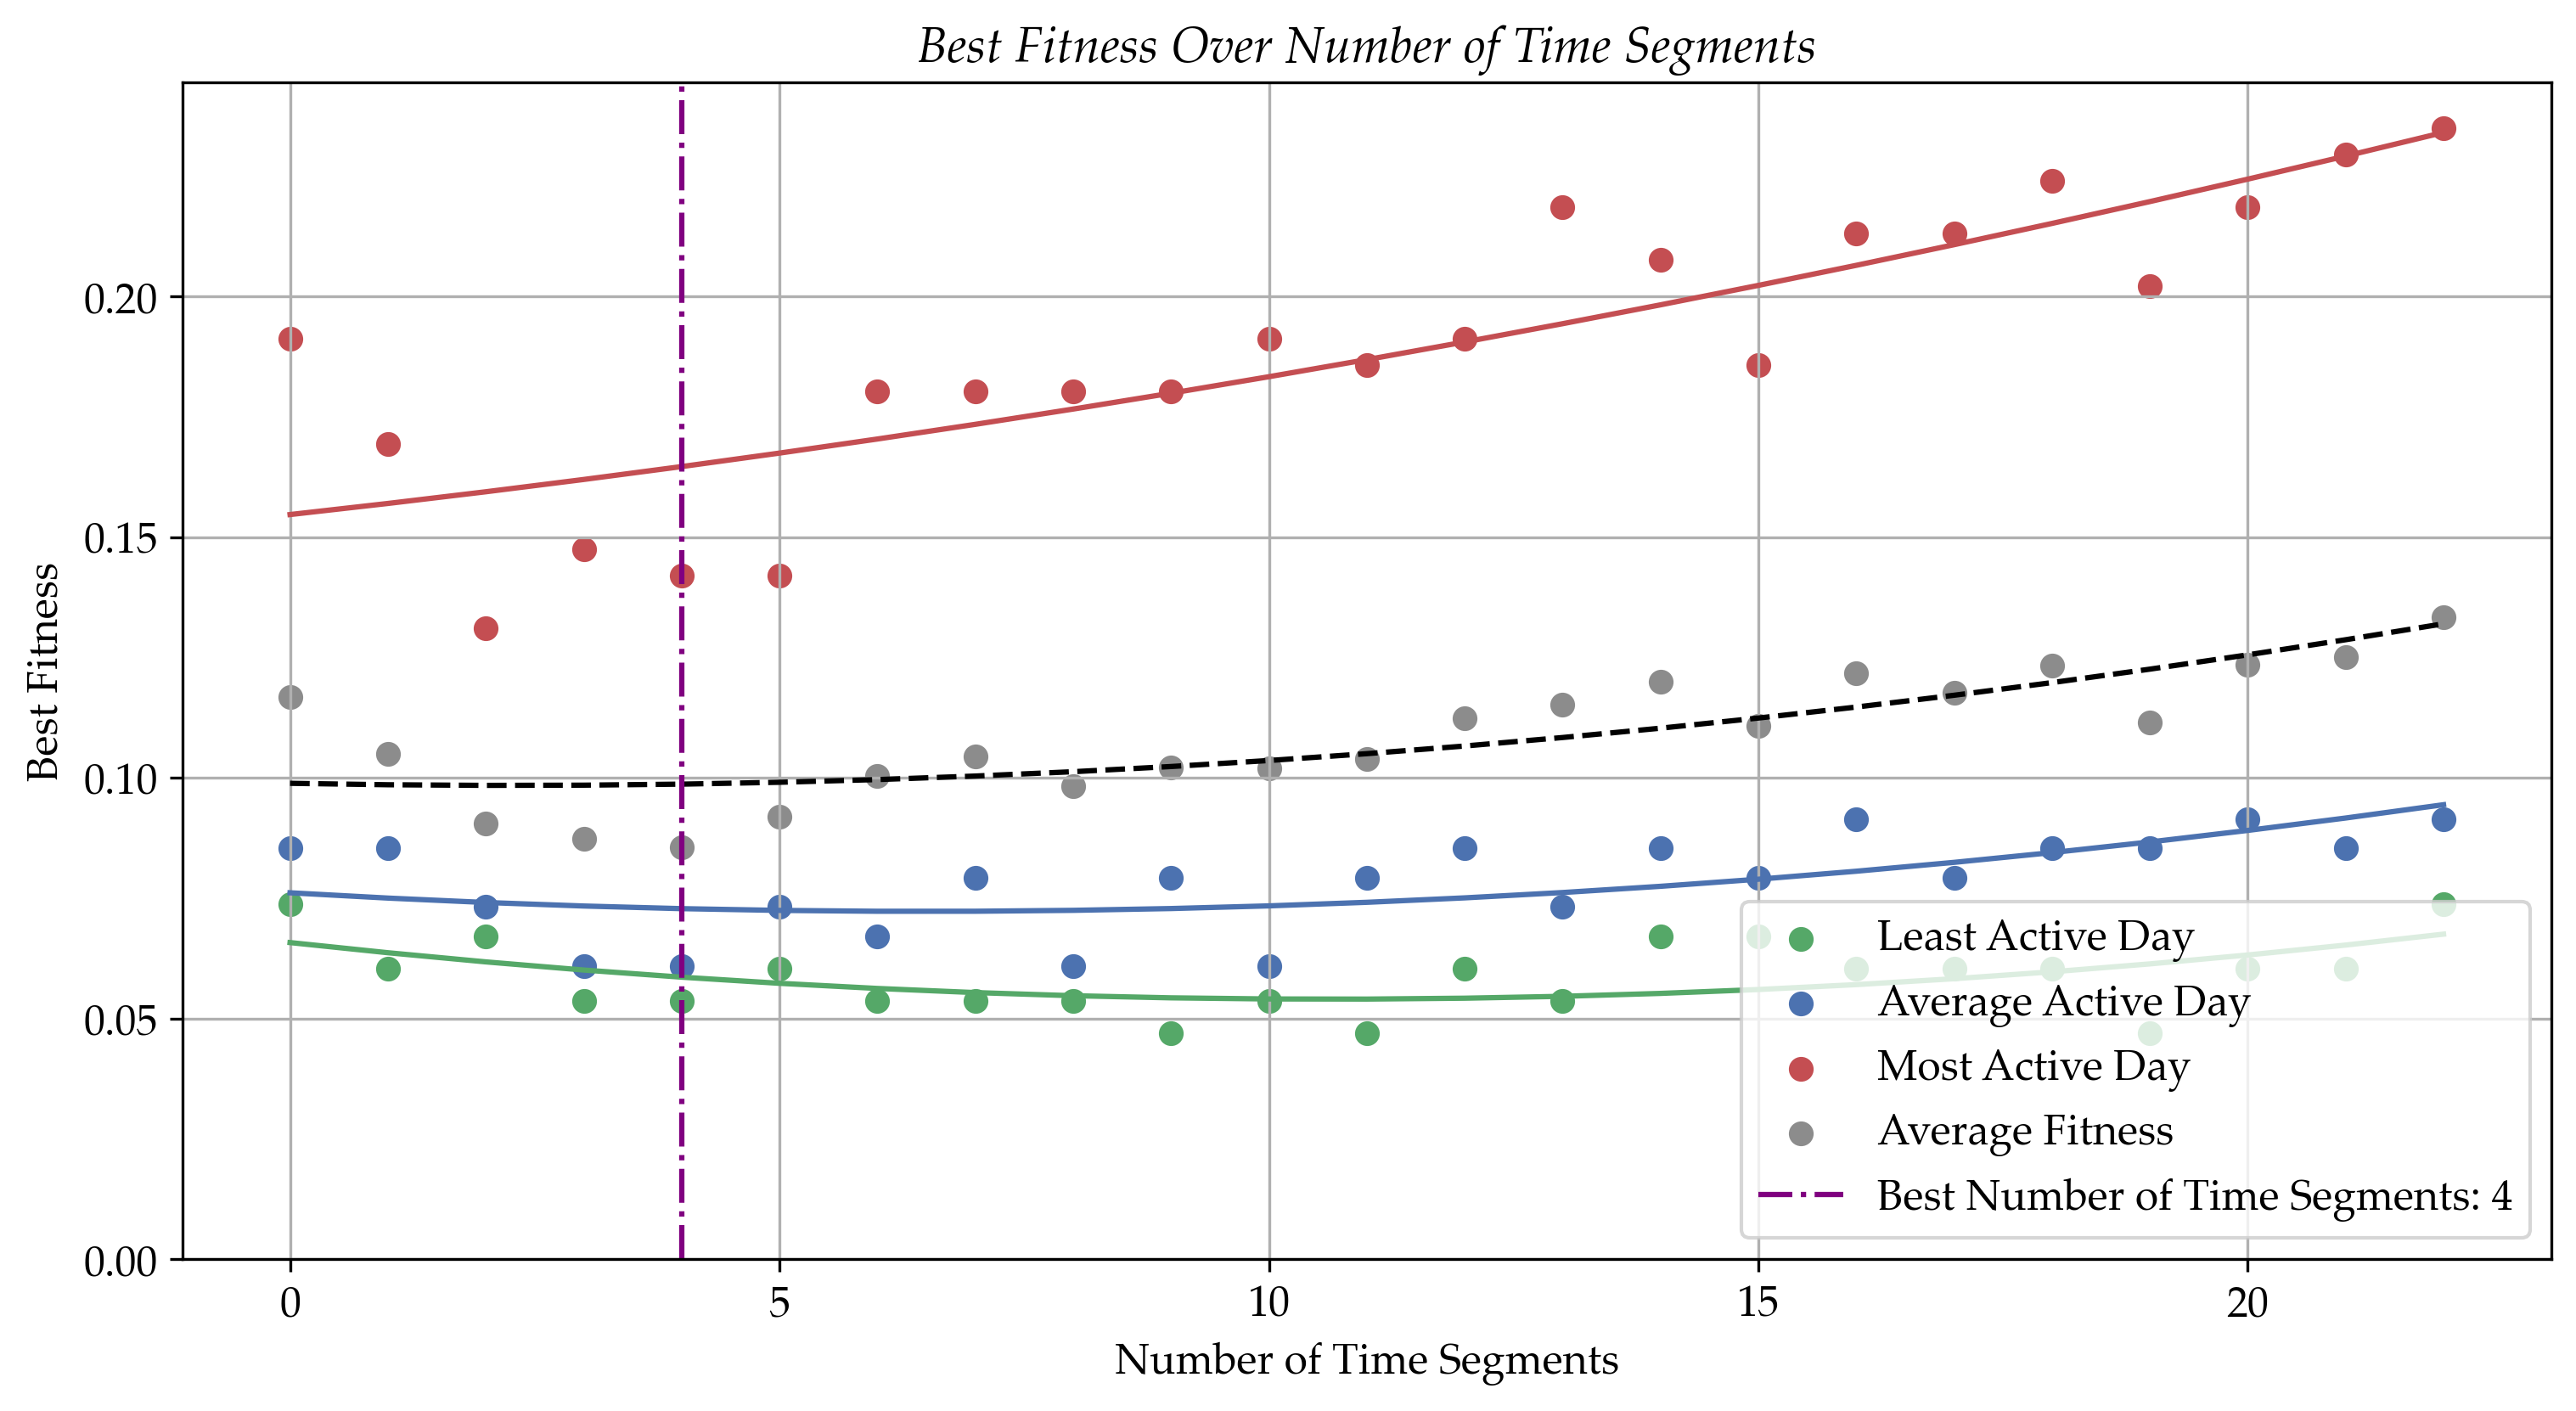 Best Fitness Over Number of Time Segments
Best Fitness
0.20
0.15
0.10
0.05
0.00
0
5
10
15
20
Number of Time Segments
Least Active Day
Average Active Day
Most Active Day
Average Fitness
Best Number of Time Segments: 4